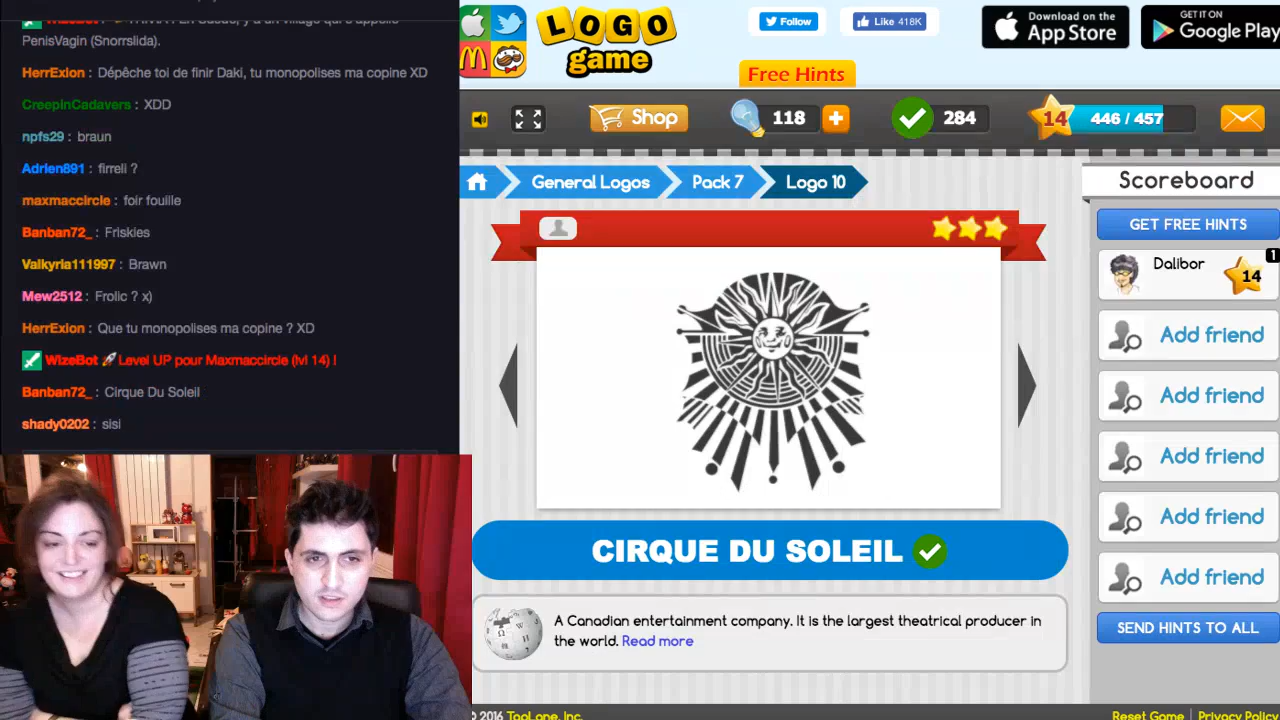 PenisVagin (Snorrslida).
HerrExion : Dépêche toi de finir Daki, tu monopolises ma copine XD
CreepinCadavers : XDD
npfs29 : braun
Adrien891 : firreli ?
maxmaccircle : foir fouille
Banban72_ : Friskies
Valkyria111997 : Brawn
Mew2512 : Frolic ? x)
HerrExion : Que tu monopolises ma copine ? XD
WizeBot 🚀 Level UP pour Maxmaccircle (lvl 14) !
Banban72_ : Cirque Du Soleil
shady0202 : sisi
LOGO
game
Follow
Like 418K
Download on the
App Store
GET IT ON
Google Play
Free Hints
Shop
118
284
14
446 / 457
General Logos
Pack 7
Logo 10
CIRQUE DU SOLEIL
A Canadian entertainment company. It is the largest theatrical producer in
the world. Read more
Scoreboard
GET FREE HINTS
Dalibor
14
1
Add friend
Add friend
Add friend
Add friend
Add friend
SEND HINTS TO ALL
© 2016 TapLane, Inc.
Reset Game | Privacy Policy